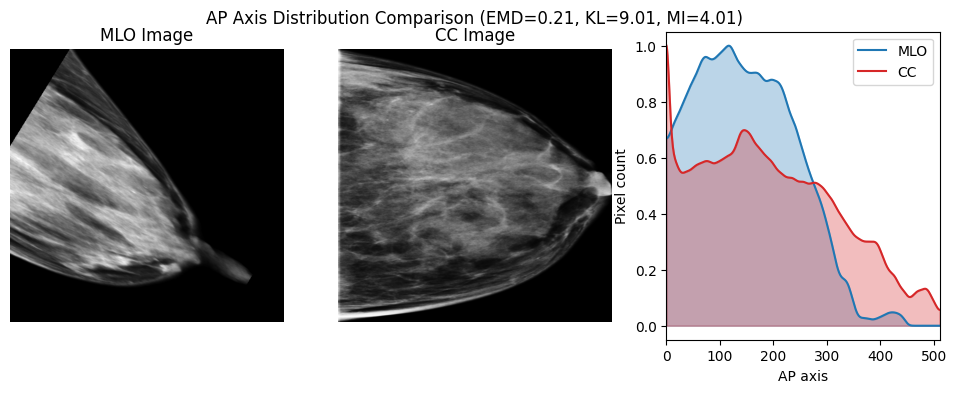 AP Axis Distribution Comparison (EMD=0.21, KL=9.01, MI=4.01)
MLO Image
CC Image
MLO
CC
Pixel count
1.0
0.8
0.6
0.4
0.2
0.0
0 100 200 300 400 500
AP axis